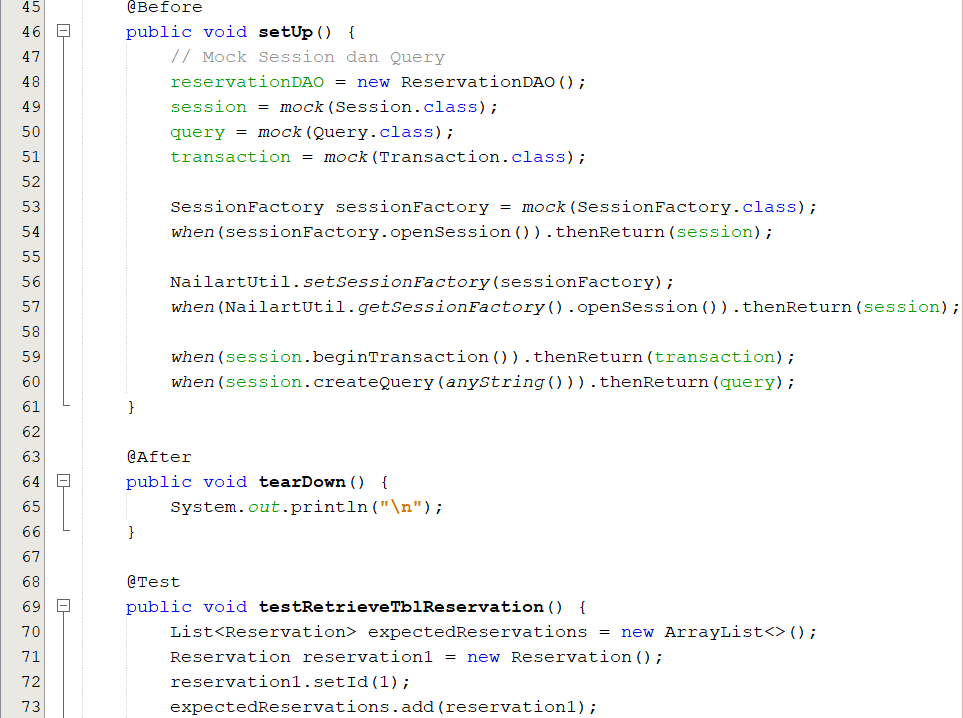 45 @Before
46 public void setUp() {
47 // Mock Session dan Query
48 reservationDAO = new ReservationDAO();
49 session = mock(Session.class);
50 query = mock(Query.class);
51 transaction = mock(Transaction.class);
52
53 SessionFactory sessionFactory = mock(SessionFactory.class);
54 when(sessionFactory.openSession()).thenReturn(session);
55
56 NailartUtil.setSessionFactory(sessionFactory);
57 when(NailartUtil.getSessionFactory().openSession()).thenReturn(session);
58
59 when(session.beginTransaction()).thenReturn(transaction);
60 when(session.createQuery(anyString())).thenReturn(query);
61 }
62
63 @After
64 public void tearDown() {
65 System.out.println("\n");
66 }
67
68 @Test
69 public void testRetrieveTblReservation() {
70 List<Reservation> expectedReservations = new ArrayList<>();
71 Reservation reservation1 = new Reservation();
72 reservation1.setId(1);
73 expectedReservations.add(reservation1);